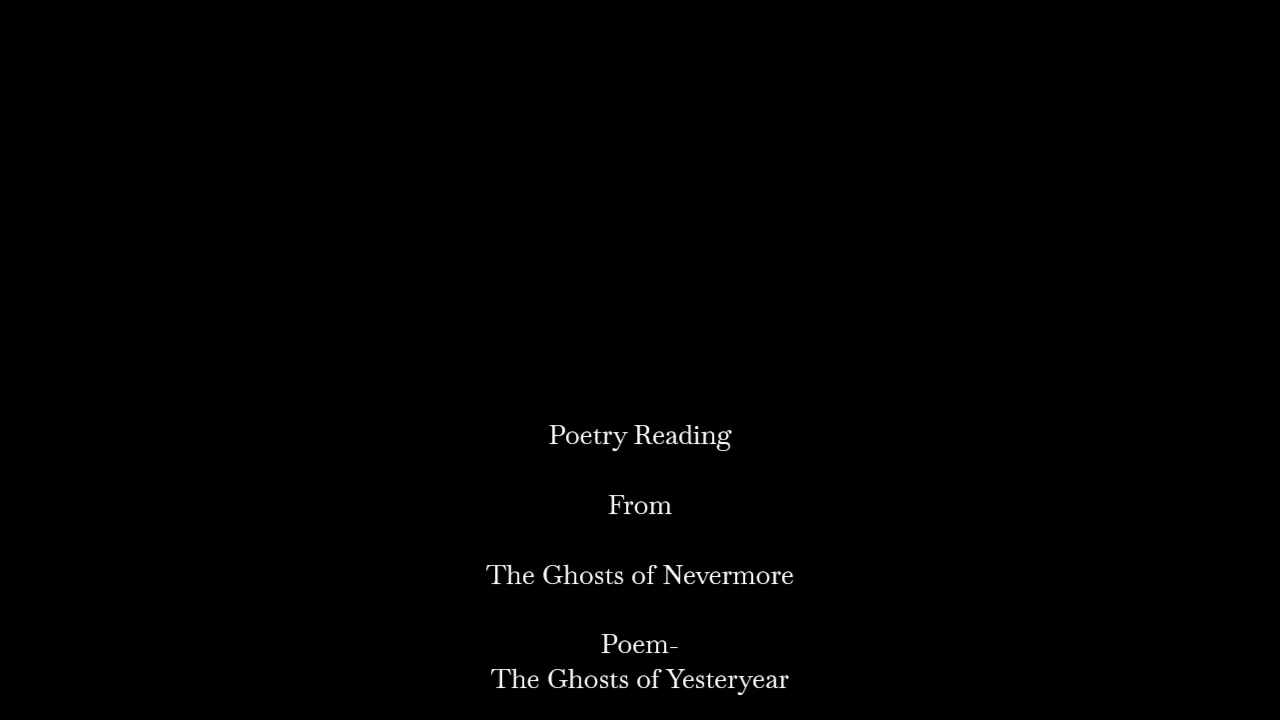 Poetry Reading
From
The Ghosts of Nevermore
Poem-
The Ghosts of Yesteryear